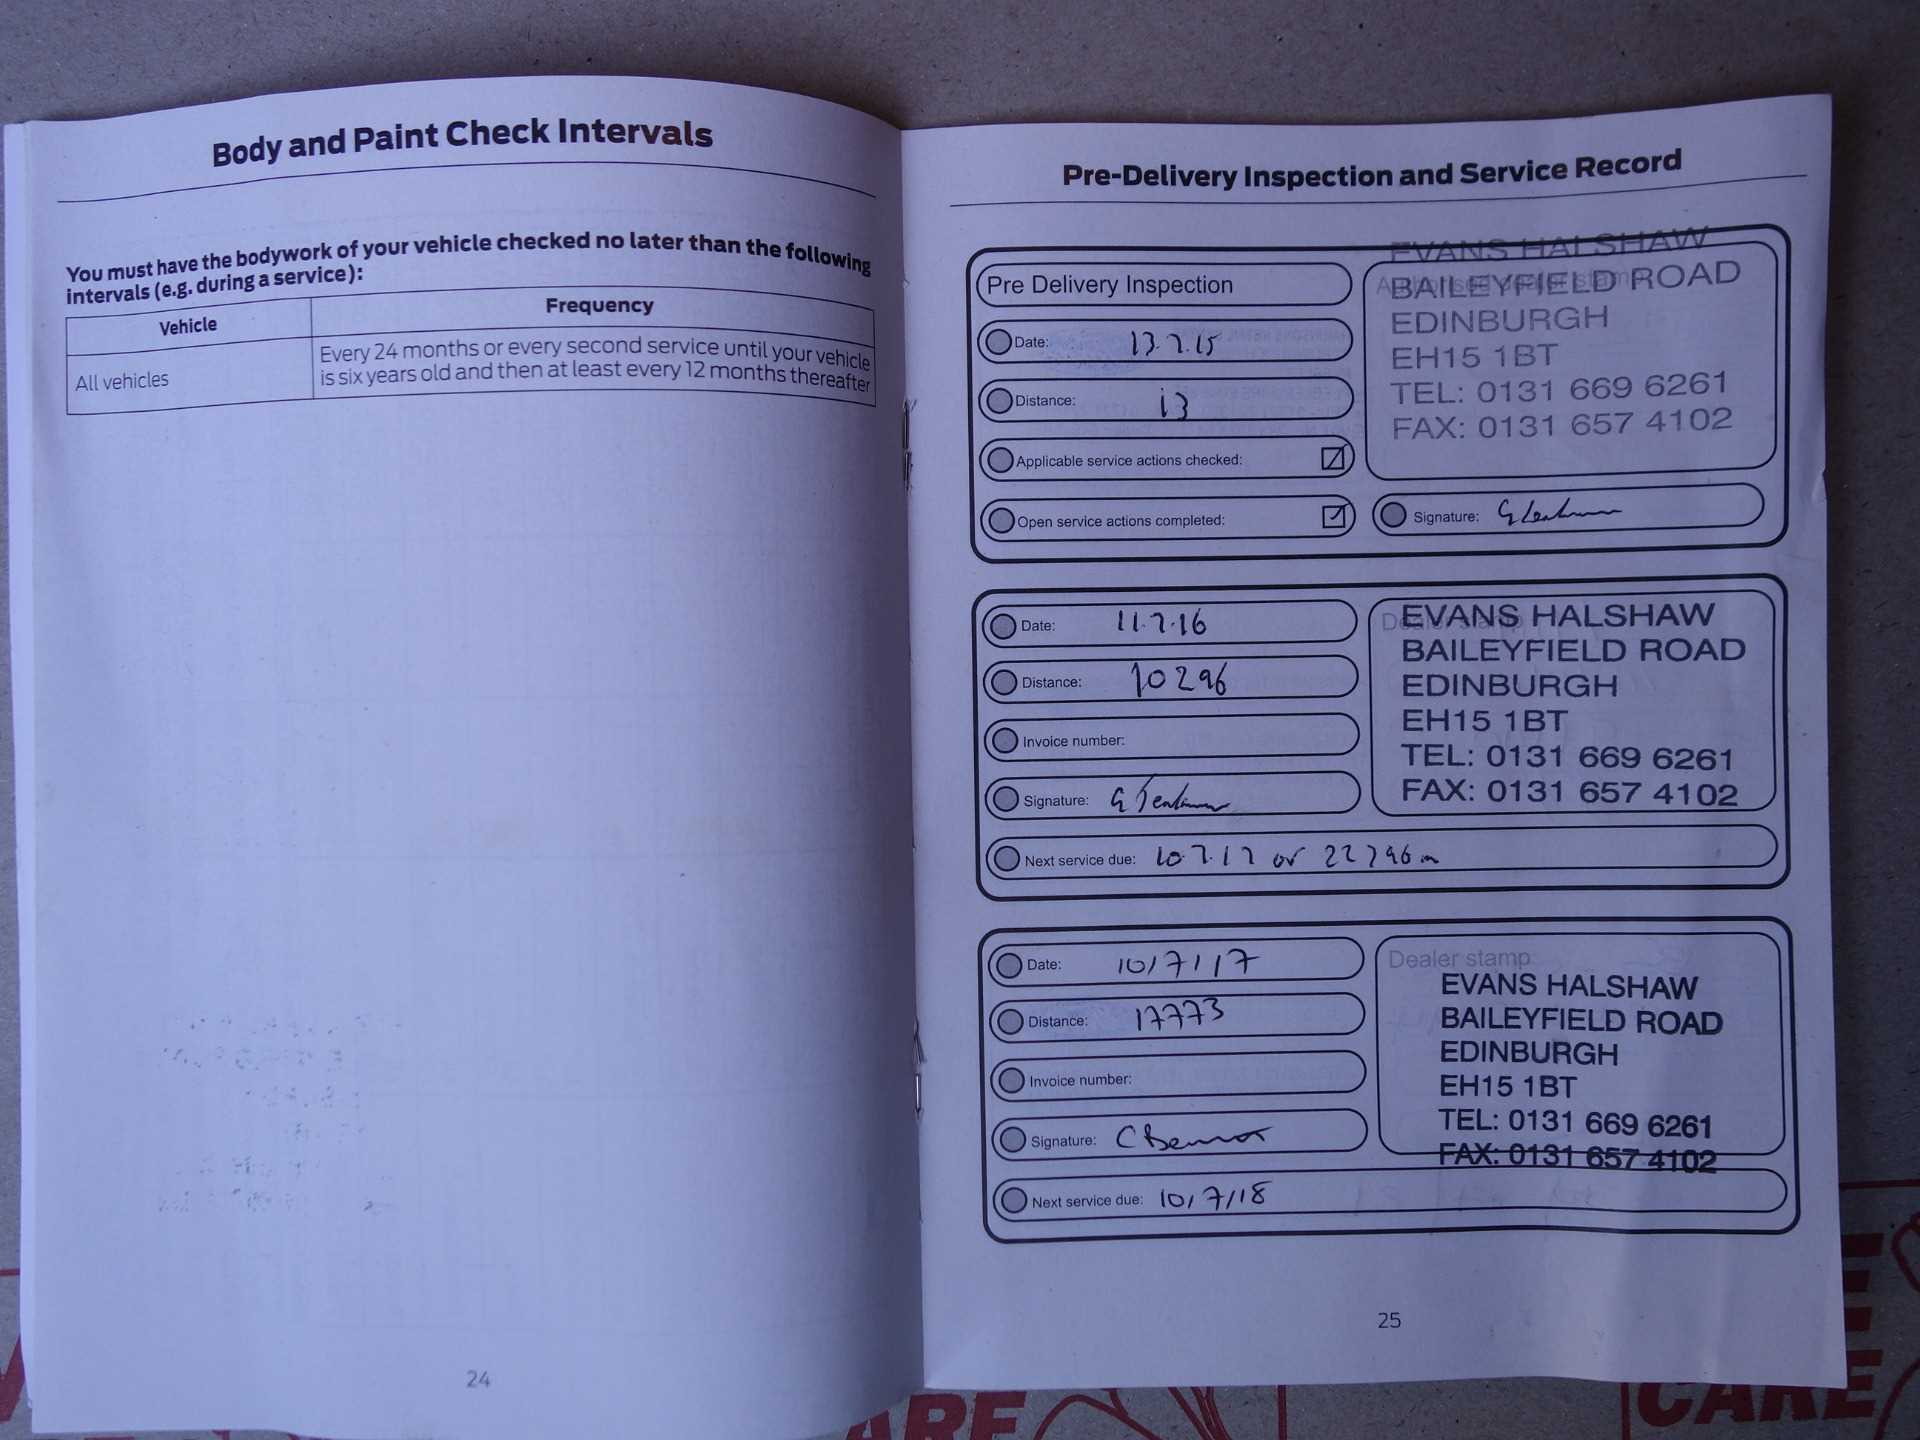 Body and Paint Check Intervals
You must have the bodywork of your vehicle checked no later than the following
intervals (e.g. during a service):
Vehicle
Frequency
All vehicles
Every 24 months or every second service until your vehicle
is six years old and then at least every 12 months thereafter
24
Pre-Delivery Inspection and Service Record
Pre Delivery Inspection
Date: 13.7.15
Distance: 13
Applicable service actions checked:
Open service actions completed:
Authorised dealer stamp
EVANS HALSHAW
BAILEYFIELD ROAD
EDINBURGH
EH15 1BT
TEL: 0131 669 6261
FAX: 0131 657 4102
Signature:
Date: 11.7.16
Distance: 10296
Invoice number:
Signature:
Dealer stamp
EVANS HALSHAW
BAILEYFIELD ROAD
EDINBURGH
EH15 1BT
TEL: 0131 669 6261
FAX: 0131 657 4102
Next service due: 10.7.17 or 22796m
Date: 10/7/17
Distance: 17773
Invoice number:
Signature:
Dealer stamp
EVANS HALSHAW
BAILEYFIELD ROAD
EDINBURGH
EH15 1BT
TEL: 0131 669 6261
FAX: 0131 657 4102
Next service due: 10/7/18
25
CARE